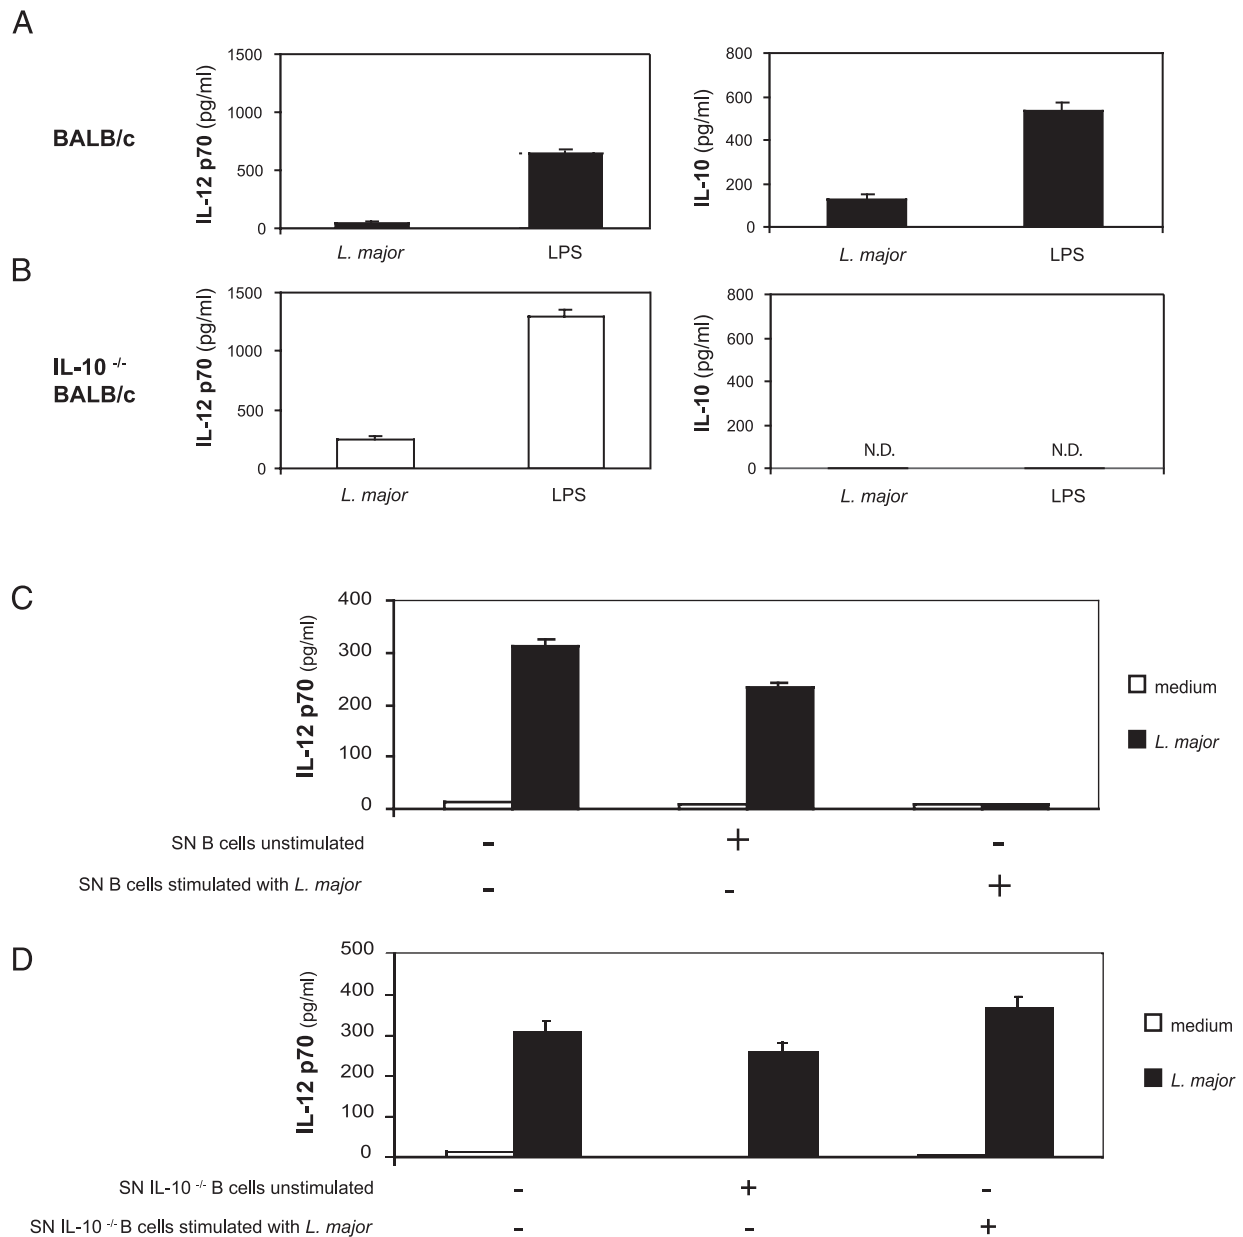 A
BALB/c
IL-12 p70 (pg/ml)
1500
1000
500
0
L. major
LPS
IL-10 (pg/ml)
800
600
400
200
0
L. major
LPS
B
IL-10 -/-
BALB/c
IL-12 p70 (pg/ml)
1500
1000
500
0
L. major
LPS
IL-10 (pg/ml)
800
600
400
200
0
N.D.
N.D.
L. major
LPS
C
IL-12 p70 (pg/ml)
400
300
200
100
0
medium
L. major
SN B cells unstimulated - + -
SN B cells stimulated with L. major - - +
D
IL-12 p70 (pg/ml)
500
400
300
200
100
0
medium
L. major
SN IL-10 -/- B cells unstimulated - + -
SN IL-10 -/- B cells stimulated with L. major - - +